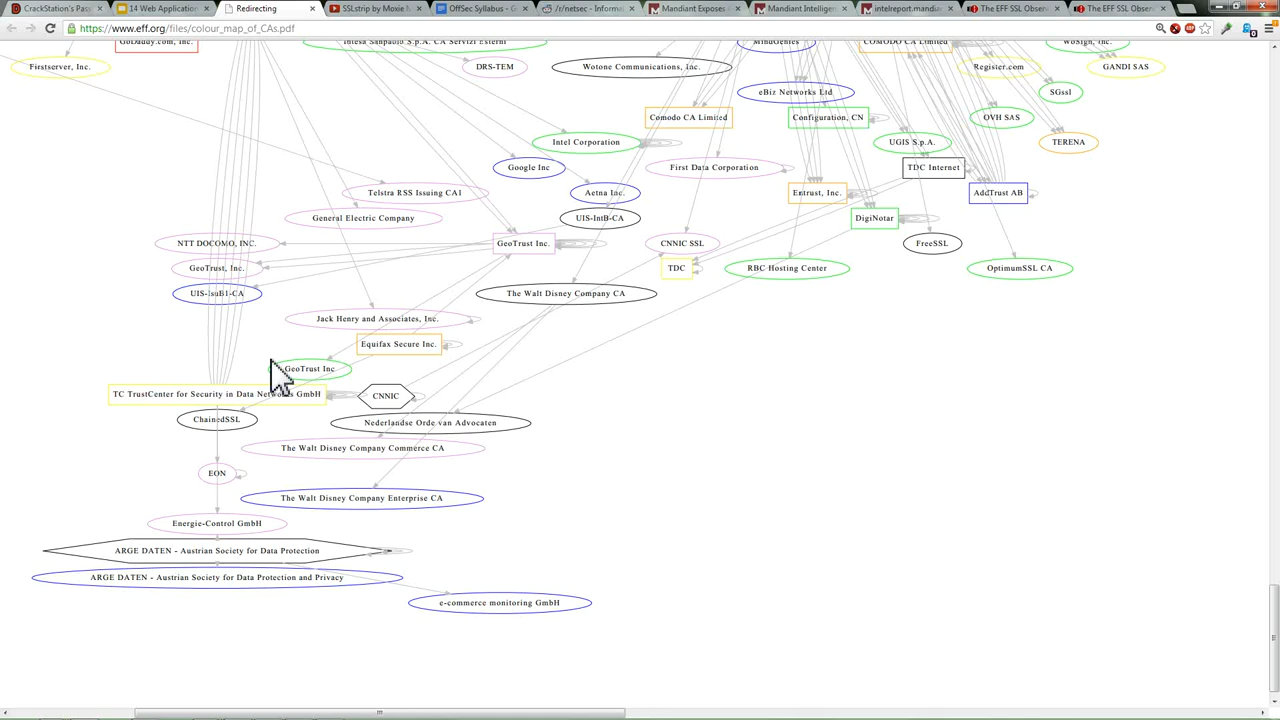 CrackStation's Pass
14 Web Application
Redirecting
SSLstrip by Moxie M
OffSec Syllabus - G
/r/netsec - Informa
Mandiant Exposes
Mandiant Intelligen
intelreport.mandia
The EFF SSL Obser
The EFF SSL Obser
https://www.eff.org/files/colour_map_of_CAs.pdf
GoDaddy.com, Inc.
Intesa Sanpaolo S.p.A. CA Servizi Esterni
MindGenies
COMODO CA Limited
WoSign, Inc.
Firstserver, Inc.
DRS-TEM
Wotone Communications, Inc.
Register.com
GANDI SAS
eBiz Networks Ltd
SGssl
Comodo CA Limited
Configuration, CN
OVH SAS
Intel Corporation
UGIS S.p.A.
TERENA
Google Inc
First Data Corporation
TDC Internet
Telstra RSS Issuing CA1
Aetna Inc.
Entrust, Inc.
AddTrust AB
General Electric Company
UIS-IntB-CA
DigiNotar
NTT DOCOMO, INC.
GeoTrust Inc.
CNNIC SSL
FreeSSL
GeoTrust, Inc.
TDC
RBC Hosting Center
OptimumSSL CA
UIS-IsuB1-CA
The Walt Disney Company CA
Jack Henry and Associates, Inc.
Equifax Secure Inc.
GeoTrust Inc
TC TrustCenter for Security in Data Networks GmbH
CNNIC
ChainedSSL
Nederlandse Orde van Advocaten
The Walt Disney Company Commerce CA
EON
The Walt Disney Company Enterprise CA
Energie-Control GmbH
ARGE DATEN - Austrian Society for Data Protection
ARGE DATEN - Austrian Society for Data Protection and Privacy
e-commerce monitoring GmbH